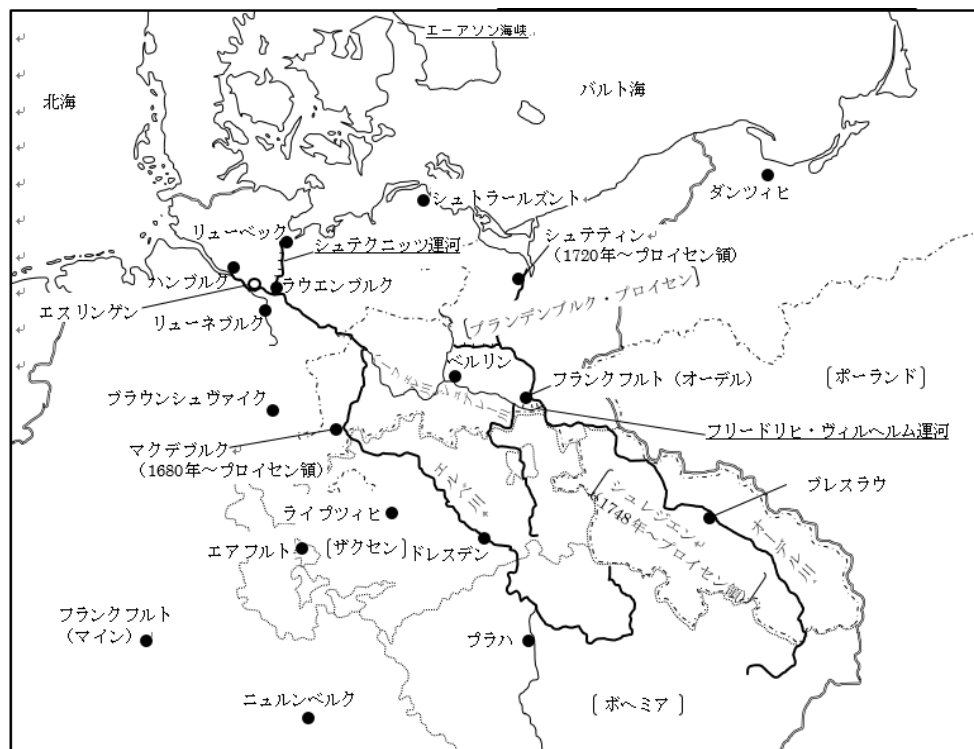 エーアソン海峡
北海
バルト海
ダンツィヒ
シュトラールズント
リューベック
シュテクニッツ運河
シュテティン
(1720年～プロイセン領)
ハンブルク
ラウエンブルク
エスリンゲン
リューネブルク
[ブランデンブルク・プロイセン]
ベルリン
フランクフルト（オーデル）
[ポーランド]
ブラウンシュヴァイク
フリードリヒ・ヴィルヘルム運河
マクデブルク
(1680年～プロイセン領)
エルベ川
シュレジエン
1748年～プロイセン領
ブレスラウ
オーデル川
ライプツィヒ
エアフルト
[ザクセン]
ドレスデン
フランクフルト
（マイン）
プラハ
ニュルンベルク
[ボヘミア]